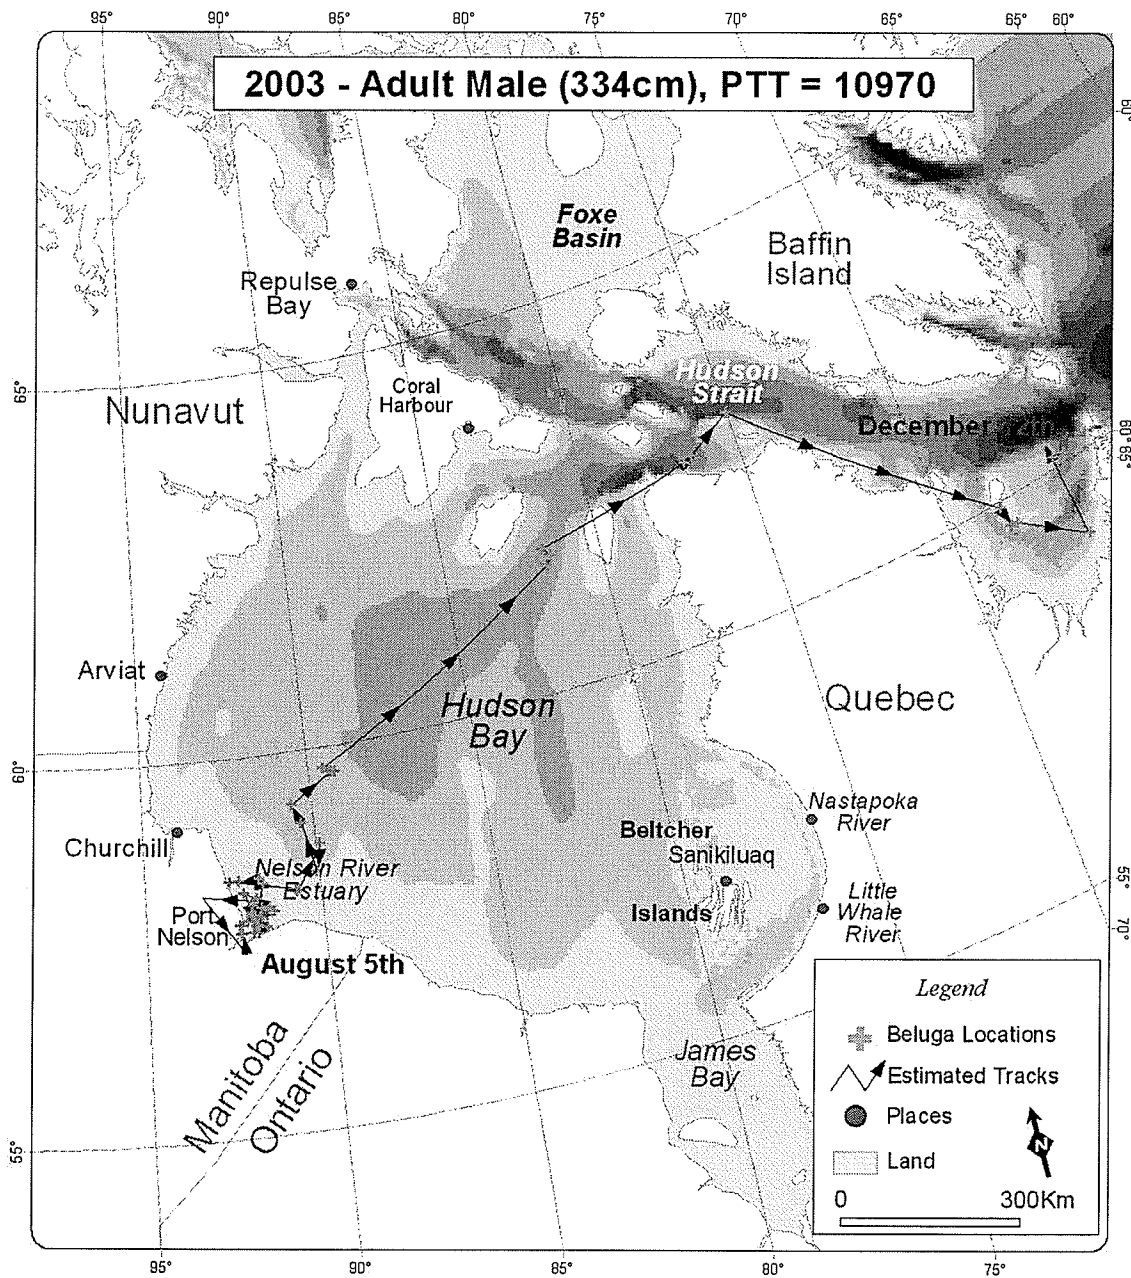 95°
90°
85°
80°
75°
70°
65°
65°
60°
2003 - Adult Male (334cm), PTT = 10970
Foxe
Basin
Baffin
Island
Repulse
Bay
Hudson
Strait
Coral
Harbour
65°
Nunavut
December
60°
65°
Arviat
Hudson
Bay
Quebec
60°
Nastapoka
River
Churchill
Beltcher
Sanikiluaq
Islands
Nelson River
Estuary
Little
Whale
River
55°
70°
Port
Nelson
August 5th
Manitoba
Ontario
James
Bay
Legend
Beluga Locations
Estimated Tracks
Places
Land
N
0 300Km
55°
95°
90°
85°
80°
75°